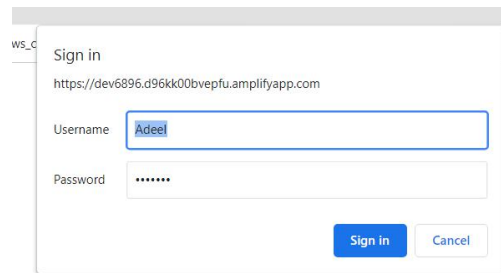 ws_c
Sign in
https://dev6896.d96kk00bvepfu.amplifyapp.com
Username Adeel
Password •••••••
Sign in Cancel